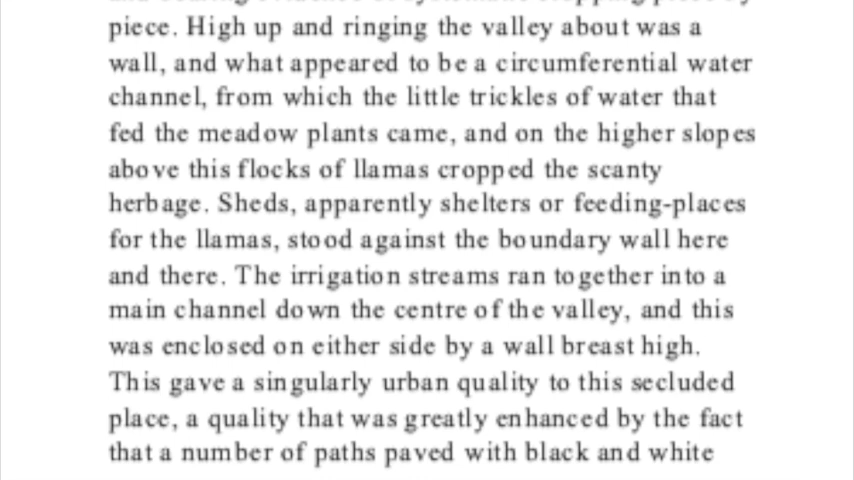 piece. High up and ringing the valley about was a
wall, and what appeared to be a circumferential water
channel, from which the little trickles of water that
fed the meadow plants came, and on the higher slopes
above this flocks of llamas cropped the scanty
herbage. Sheds, apparently shelters or feeding-places
for the llamas, stood against the boundary wall here
and there. The irrigation streams ran together into a
main channel down the centre of the valley, and this
was enclosed on either side by a wall breast high.
This gave a singularly urban quality to this secluded
place, a quality that was greatly enhanced by the fact
that a number of paths paved with black and white